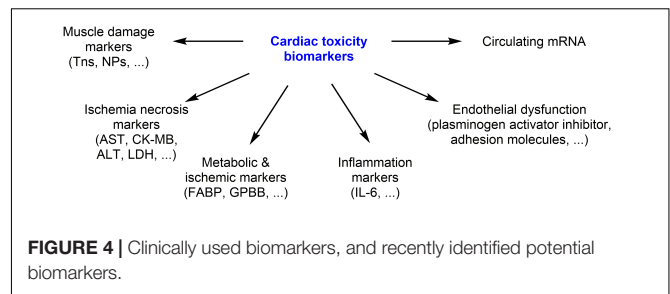 Muscle damage
markers
(Tns, NPs, ...)
Cardiac toxicity
biomarkers
Circulating mRNA
Ischemia necrosis
markers
(AST, CK-MB,
ALT, LDH, ...)
Metabolic &
ischemic markers
(FABP, GPBB, ...)
Inflammation
markers
(IL-6, ...)
Endothelial dysfunction
(plasminogen activator inhibitor,
adhesion molecules, ...)
FIGURE 4 | Clinically used biomarkers, and recently identified potential
biomarkers.